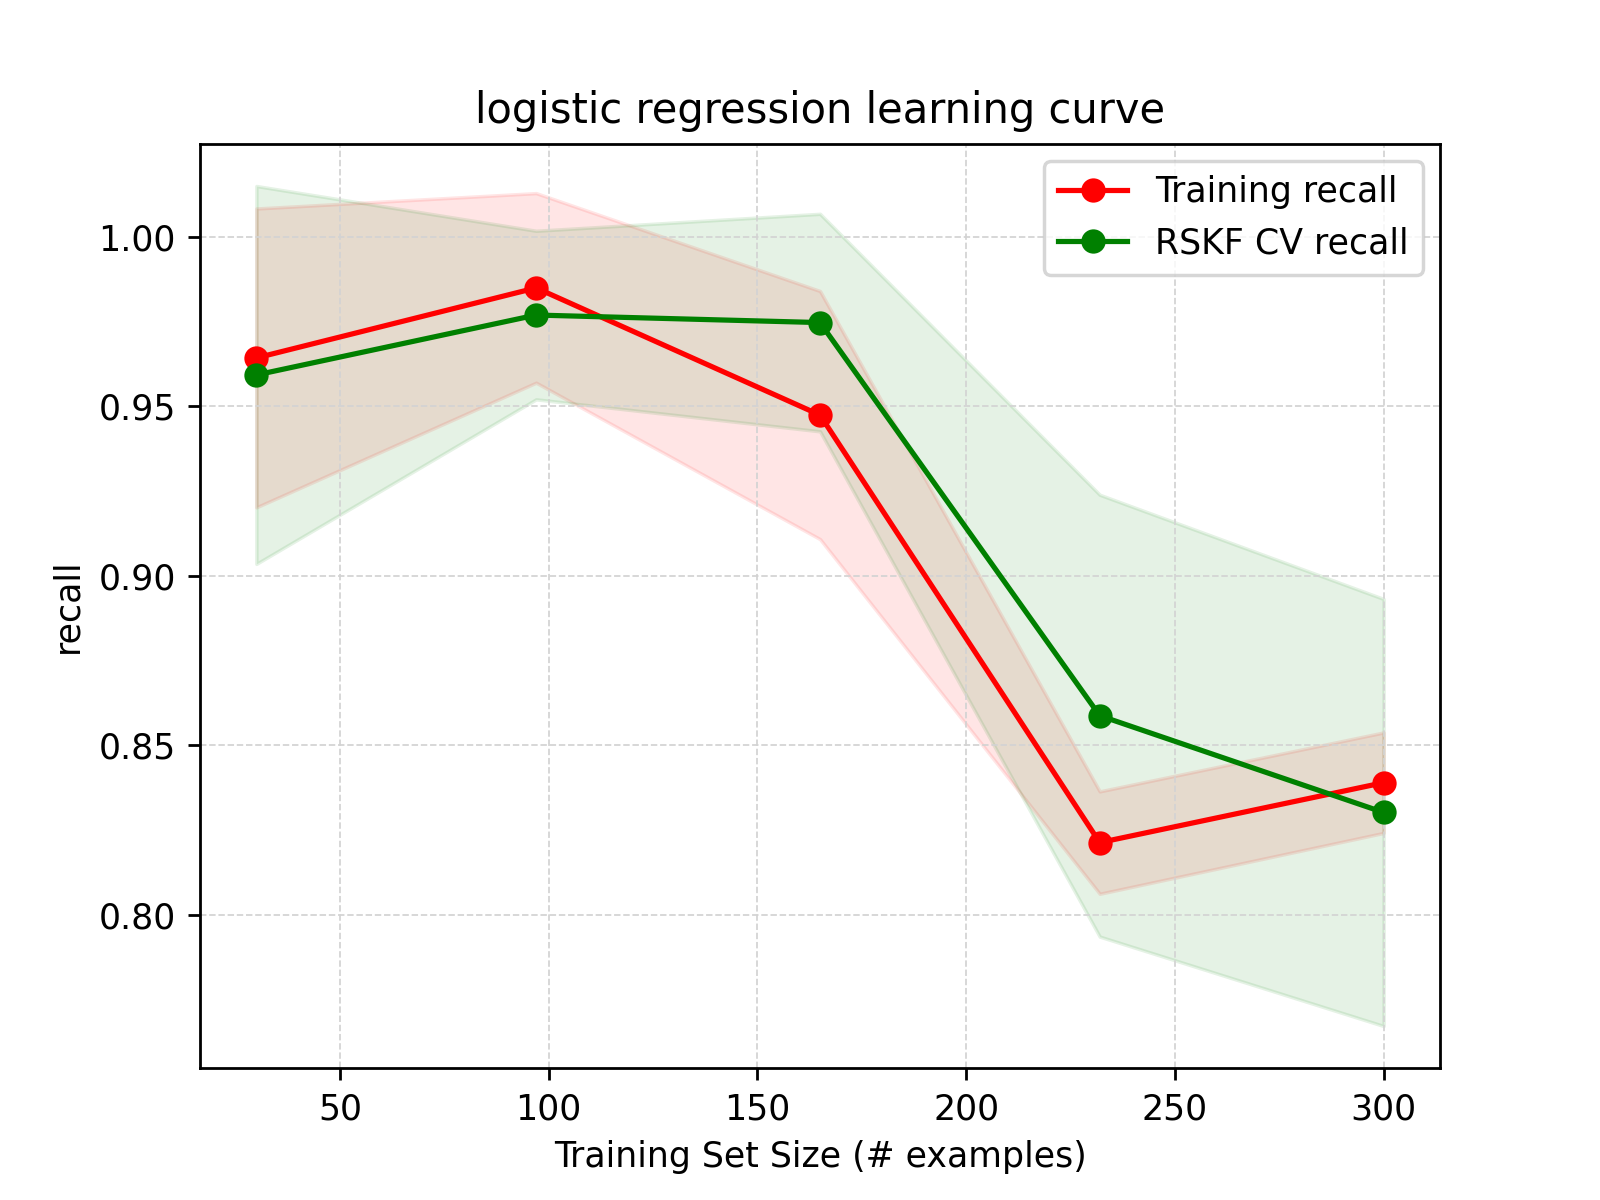 logistic regression learning curve
Training recall
RSKF CV recall
1.00
0.95
0.90
0.85
0.80
recall
50 100 150 200 250 300
Training Set Size (# examples)